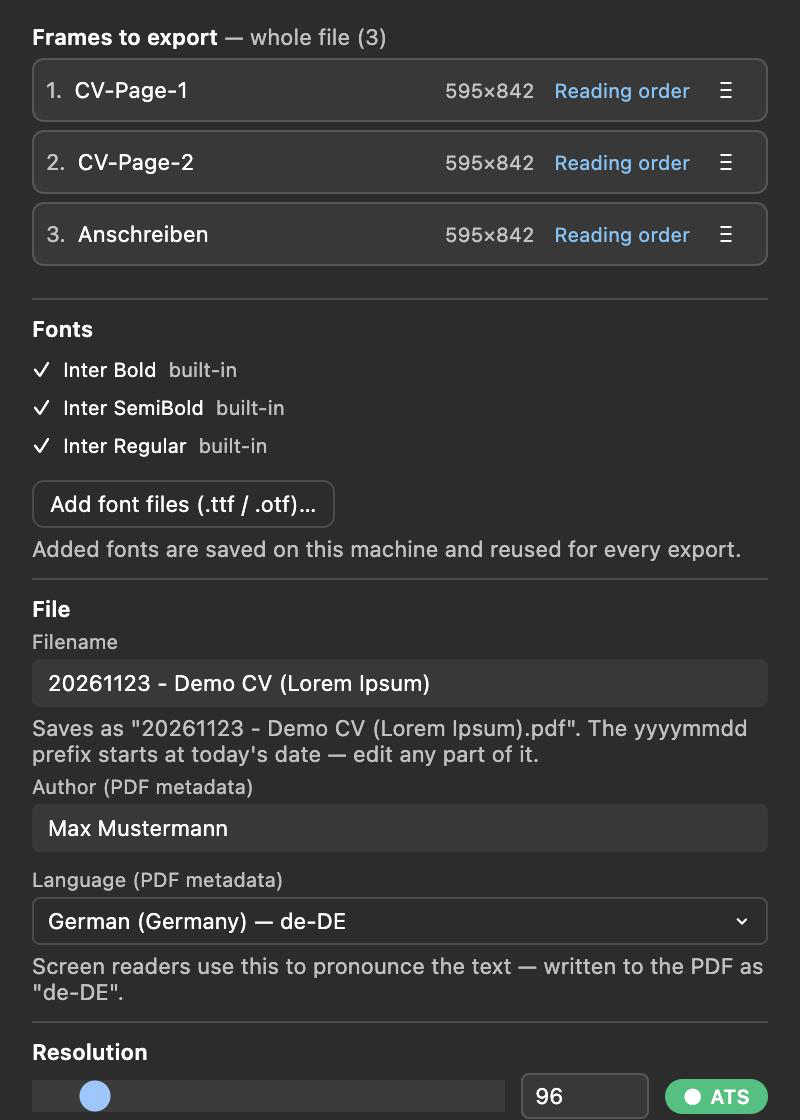 Frames to export — whole file (3)
1. CV-Page-1 595×842 Reading order
2. CV-Page-2 595×842 Reading order
3. Anschreiben 595×842 Reading order
Fonts
Inter Bold built-in
Inter SemiBold built-in
Inter Regular built-in
Add font files (.ttf / .otf)...
Added fonts are saved on this machine and reused for every export.
File
Filename
20261123 - Demo CV (Lorem Ipsum)
Saves as "20261123 - Demo CV (Lorem Ipsum).pdf". The yyyymmdd
prefix starts at today's date — edit any part of it.
Author (PDF metadata)
Max Mustermann
Language (PDF metadata)
German (Germany) — de-DE
Screen readers use this to pronounce the text — written to the PDF as
"de-DE".
Resolution
96 ATS